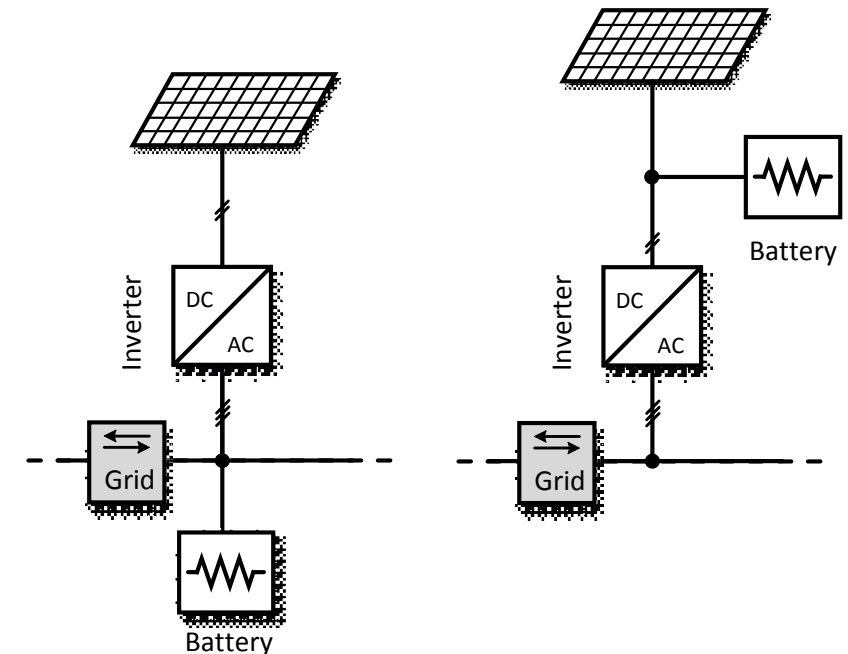 Inverter
DC
AC
Grid
Battery
Battery
Inverter
DC
AC
Grid